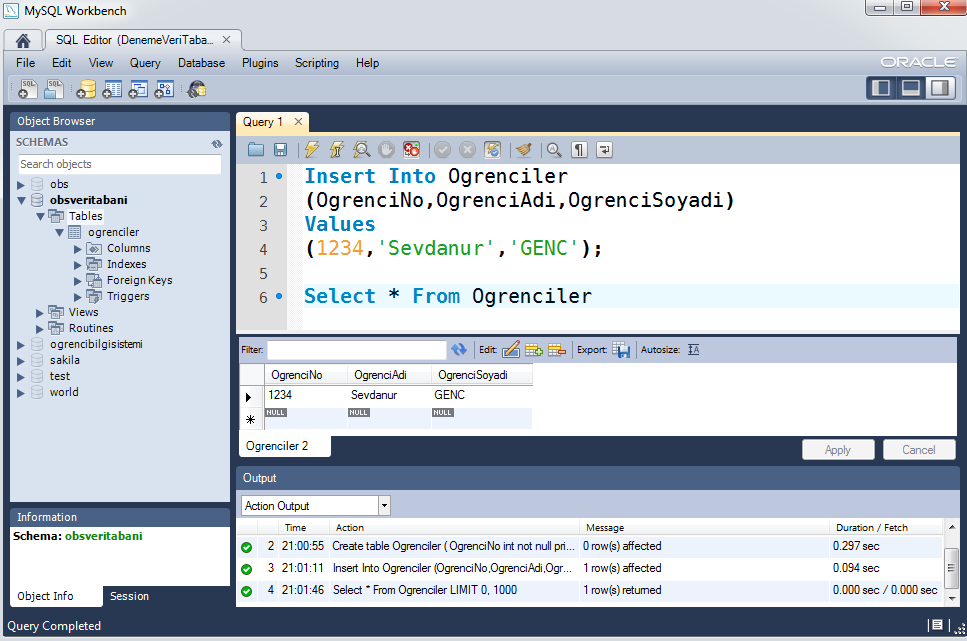 MySQL Workbench
SQL Editor (DenemeVeriTaba...
File Edit View Query Database Plugins Scripting Help
ORACLE
SQL SQL
Object Browser
SCHEMAS
Search objects
obs
obsveritabani
Tables
ogrenciler
Columns
Indexes
Foreign Keys
Triggers
Views
Routines
ogrencibilgisistemi
sakila
test
world
Information
Schema: obsveritabani
Object Info Session
Query 1
1 Insert Into Ogrenciler
2 (OgrenciNo,OgrenciAdi,OgrenciSoyadi)
3 Values
4 (1234,'Sevdanur','GENC');
5
6 Select * From Ogrenciler
Filter: Edit: Export: Autosize:
OgrenciNo OgrenciAdi OgrenciSoyadi
1234 Sevdanur GENC
NULL NULL NULL
Ogrenciler 2
Apply Cancel
Output
Action Output
Time Action Message Duration / Fetch
2 21:00:55 Create table Ogrenciler ( OgrenciNo int not null pri... 0 row(s) affected 0.297 sec
3 21:01:11 Insert Into Ogrenciler (OgrenciNo,OgrenciAdi,Ogr... 1 row(s) affected 0.094 sec
4 21:01:46 Select * From Ogrenciler LIMIT 0, 1000 1 row(s) returned 0.000 sec / 0.000 sec
Query Completed